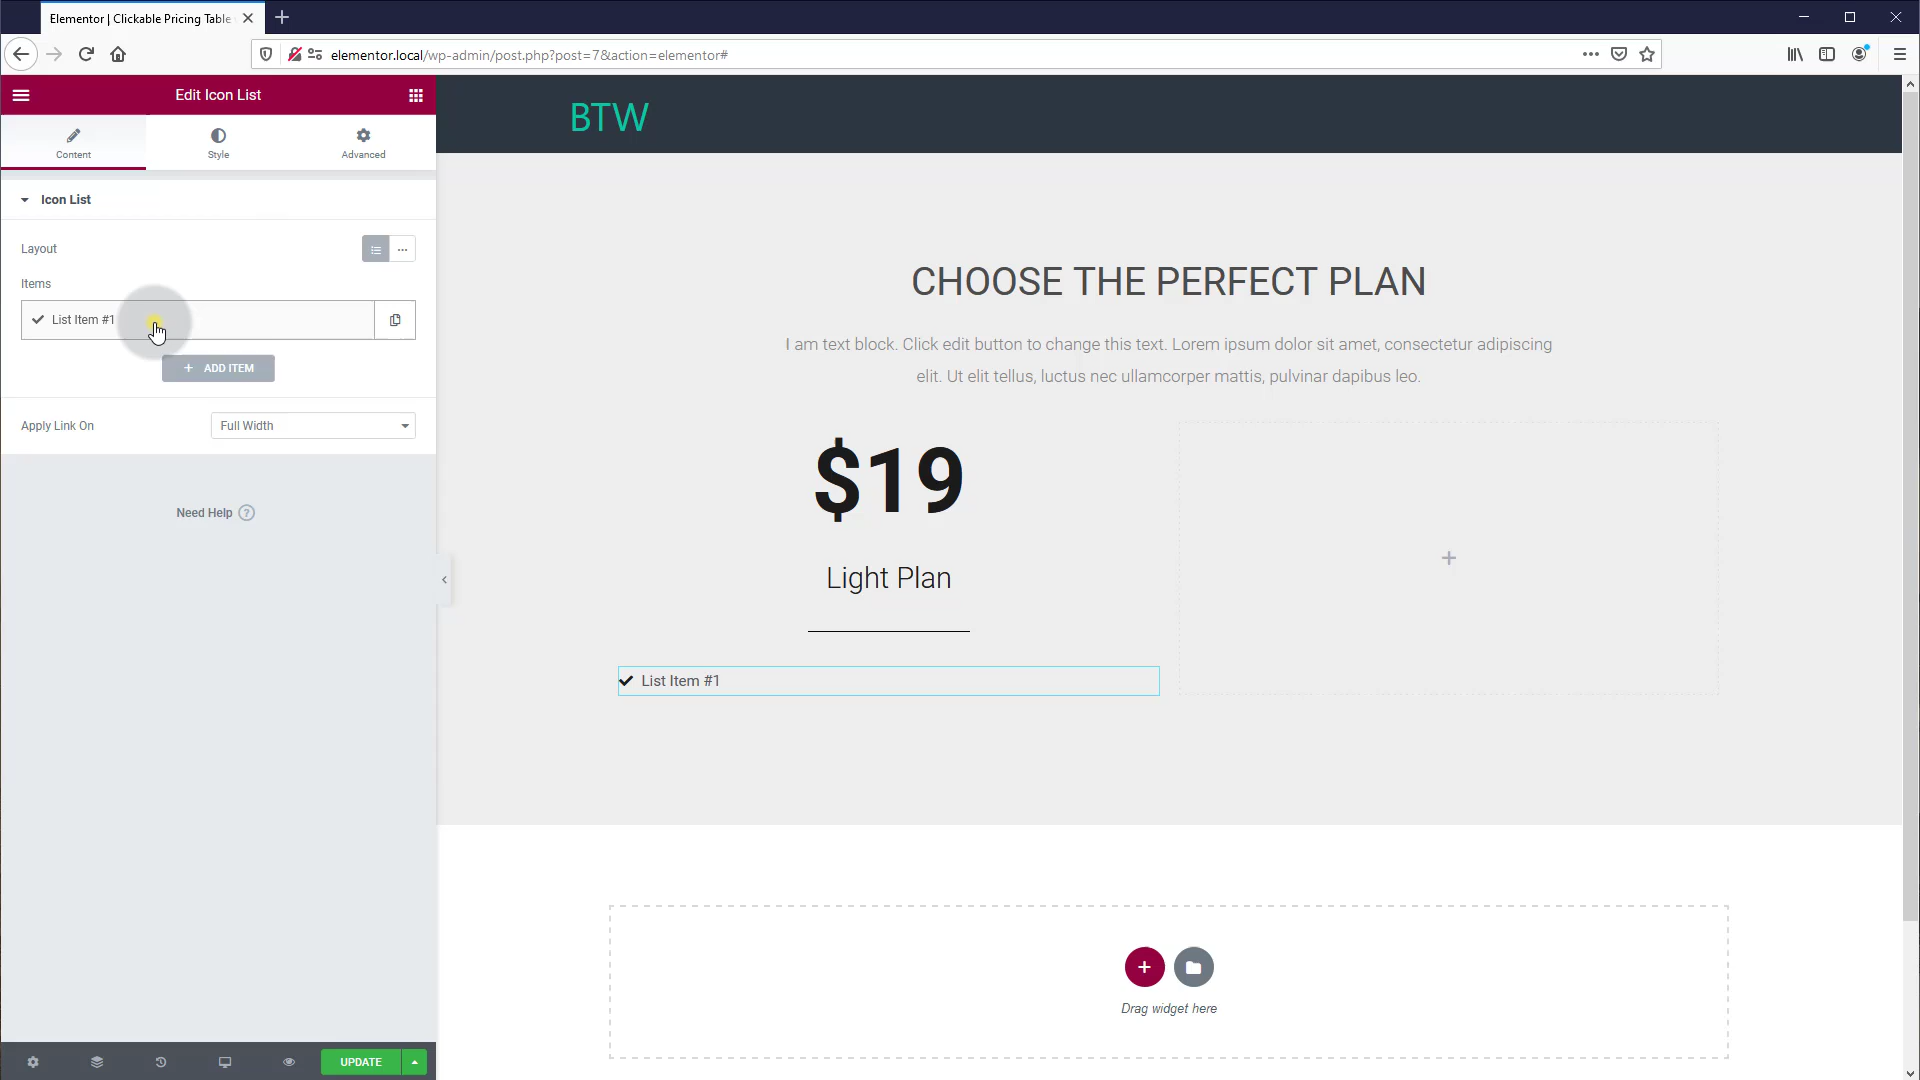 Elementor | Clickable Pricing Table
elementor.local/wp-admin/post.php?post=7&action=elementor#
Edit Icon List
Content
Style
Advanced
Icon List
Layout
Items
List Item #1
ADD ITEM
Apply Link On
Full Width
Need Help ?
UPDATE
BTW
CHOOSE THE PERFECT PLAN
I am text block. Click edit button to change this text. Lorem ipsum dolor sit amet, consectetur adipiscing
elit. Ut elit tellus, luctus nec ullamcorper mattis, pulvinar dapibus leo.
$19
Light Plan
List Item #1
Drag widget here